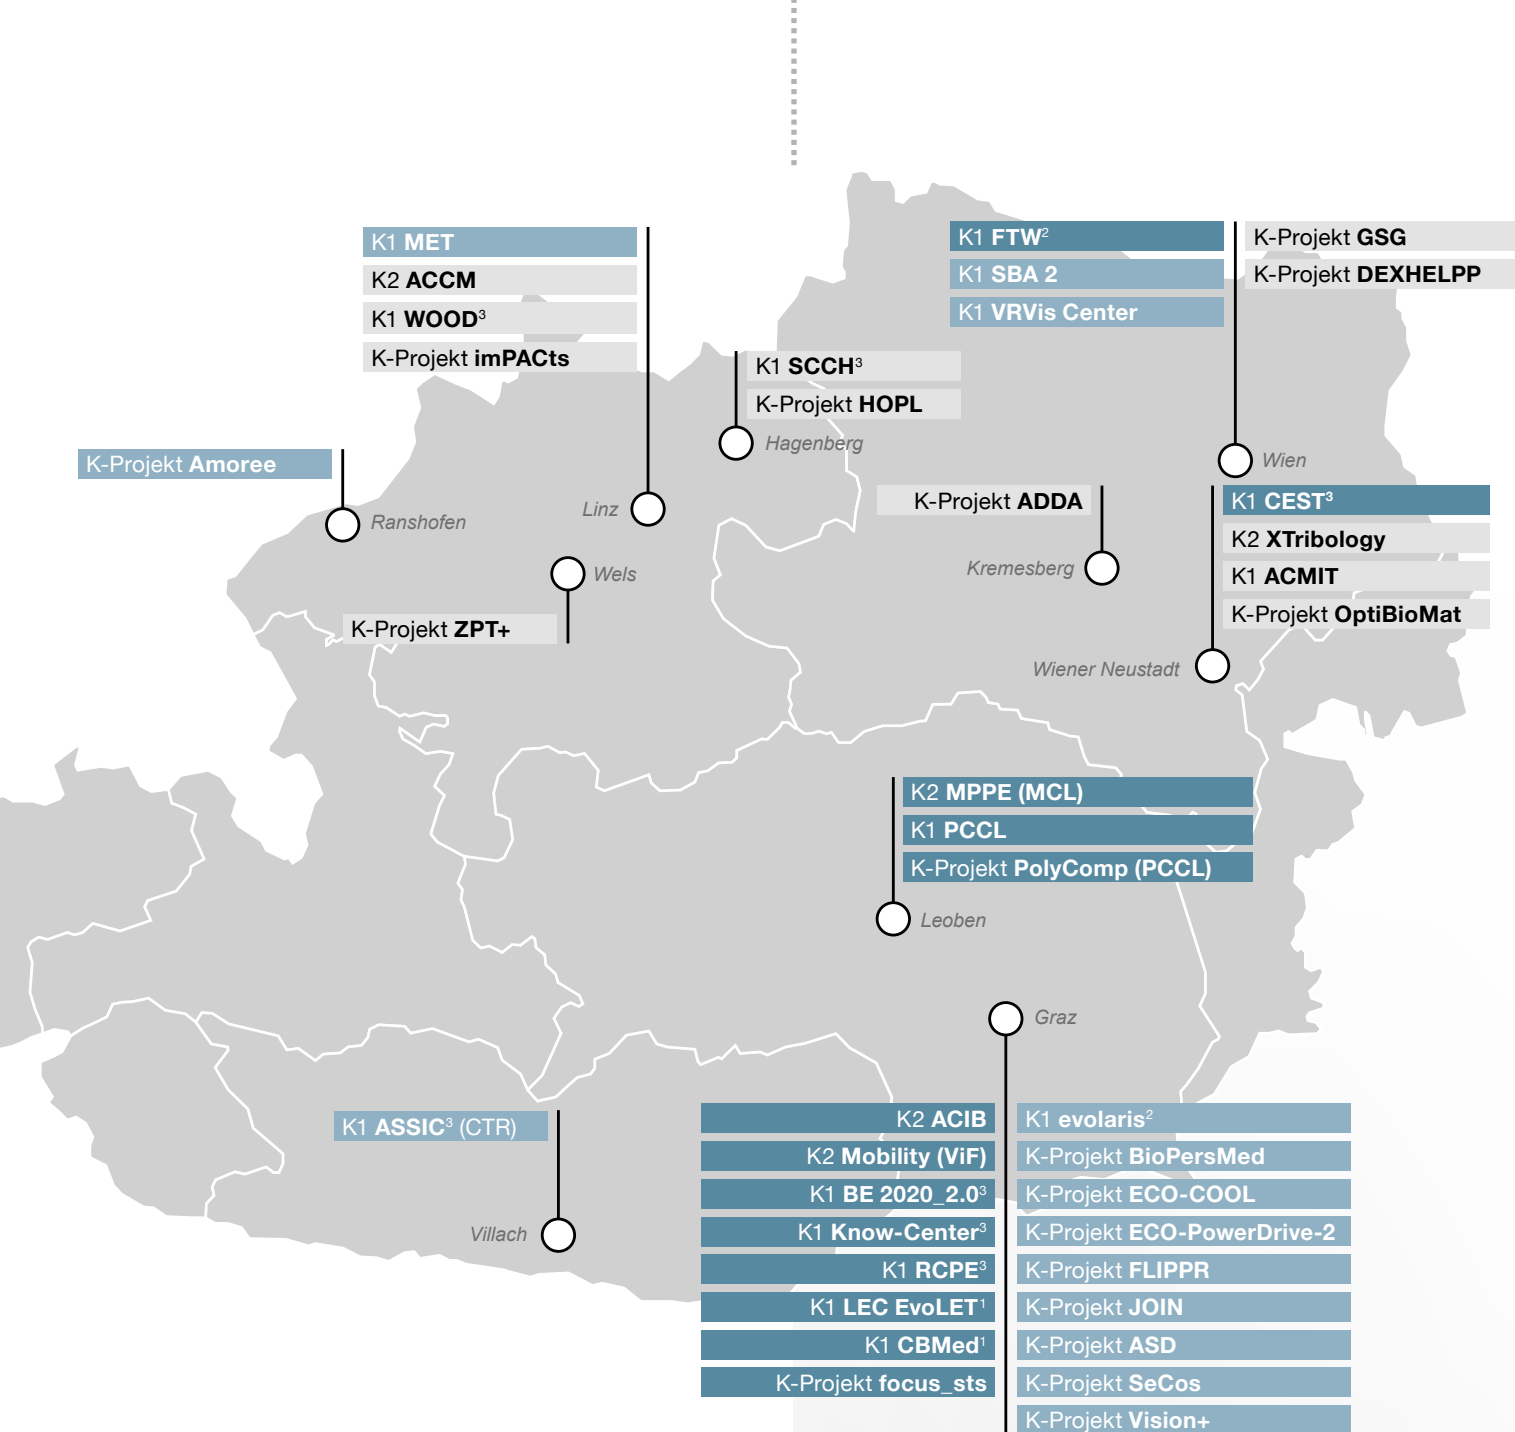 K1 MET
K2 ACCM
K1 WOOD³
K-Projekt imPACts
K1 FTW²
K1 SBA 2
K1 VRVis Center
K-Projekt GSG
K-Projekt DEXHELPP
K1 SCCH³
K-Projekt HOPL
Hagenberg
Wien
K-Projekt Amoree
Ranshofen
Linz
K-Projekt ADDA
Kremesberg
K1 CEST³
K2 XTribology
K1 ACMIT
K-Projekt OptiBioMat
Wiener Neustadt
Wels
K-Projekt ZPT+
K2 MPPE (MCL)
K1 PCCL
K-Projekt PolyComp (PCCL)
Leoben
Graz
K1 ASSIC³ (CTR)
Villach
K2 ACIB
K2 Mobility (ViF)
K1 BE 2020_2.0³
K1 Know-Center³
K1 RCPE³
K1 LEC EvoLET¹
K1 CBMed¹
K-Projekt focus_sts
K1 evolaris²
K-Projekt BioPersMed
K-Projekt ECO-COOL
K-Projekt ECO-PowerDrive-2
K-Projekt FLIPPR
K-Projekt JOIN
K-Projekt ASD
K-Projekt SeCos
K-Projekt Vision+